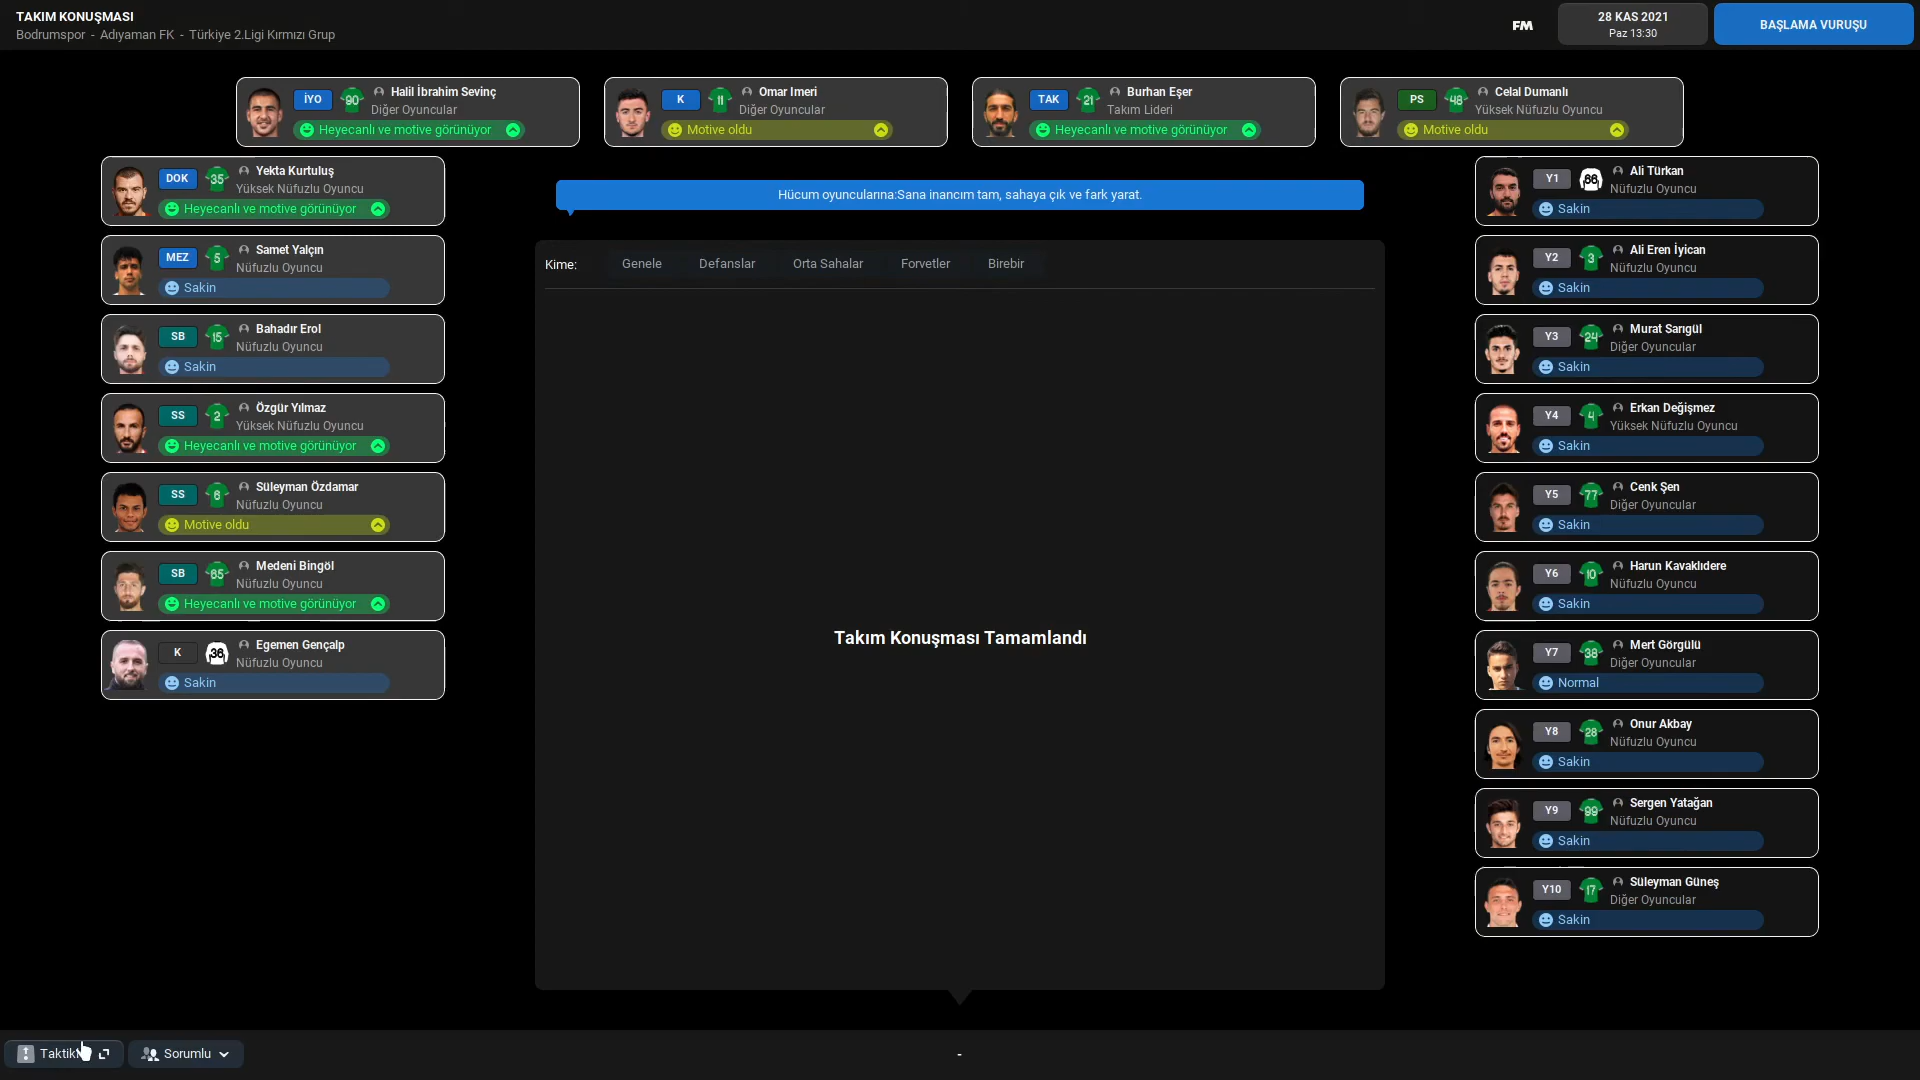 TAKIM KONUŞMASI
Bodrumspor - Adıyaman FK - Türkiye 2.Ligi Kırmızı Grup
FM
28 KAS 2021
Paz 13:30
BAŞLAMA VURUŞU
İYO 90 Halil İbrahim Sevinç
Diğer Oyuncular
Heyecanlı ve motive görünüyor
K 11 Omar Imeri
Diğer Oyuncular
Motive oldu
TAK 21 Burhan Eşer
Takım Lideri
Heyecanlı ve motive görünüyor
PS 48 Celal Dumanlı
Yüksek Nüfuzlu Oyuncu
Motive oldu
DOK 35 Yekta Kurtuluş
Yüksek Nüfuzlu Oyuncu
Heyecanlı ve motive görünüyor
MEZ 5 Samet Yalçın
Nüfuzlu Oyuncu
Sakin
SB 15 Bahadır Erol
Nüfuzlu Oyuncu
Sakin
SS 2 Özgür Yılmaz
Yüksek Nüfuzlu Oyuncu
Heyecanlı ve motive görünüyor
SS 6 Süleyman Özdamar
Nüfuzlu Oyuncu
Motive oldu
SB 65 Medeni Bingöl
Nüfuzlu Oyuncu
Heyecanlı ve motive görünüyor
K 36 Egemen Gençalp
Nüfuzlu Oyuncu
Sakin
Hücum oyuncularına:Sana inancım tam, sahaya çık ve fark yarat.
Kime: Genele Defanslar Orta Sahalar Forvetler Birebir
Takım Konuşması Tamamlandı
Y1 86 Ali Türkan
Nüfuzlu Oyuncu
Sakin
Y2 3 Ali Eren İyican
Nüfuzlu Oyuncu
Sakin
Y3 24 Murat Sarıgül
Diğer Oyuncular
Sakin
Y4 4 Erkan Değişmez
Yüksek Nüfuzlu Oyuncu
Sakin
Y5 77 Cenk Şen
Diğer Oyuncular
Sakin
Y6 10 Harun Kavaklıdere
Nüfuzlu Oyuncu
Sakin
Y7 38 Mert Görgülü
Diğer Oyuncular
Normal
Y8 28 Onur Akbay
Nüfuzlu Oyuncu
Sakin
Y9 99 Sergen Yatağan
Nüfuzlu Oyuncu
Sakin
Y10 17 Süleyman Güneş
Diğer Oyuncular
Sakin
Sorumlu
-